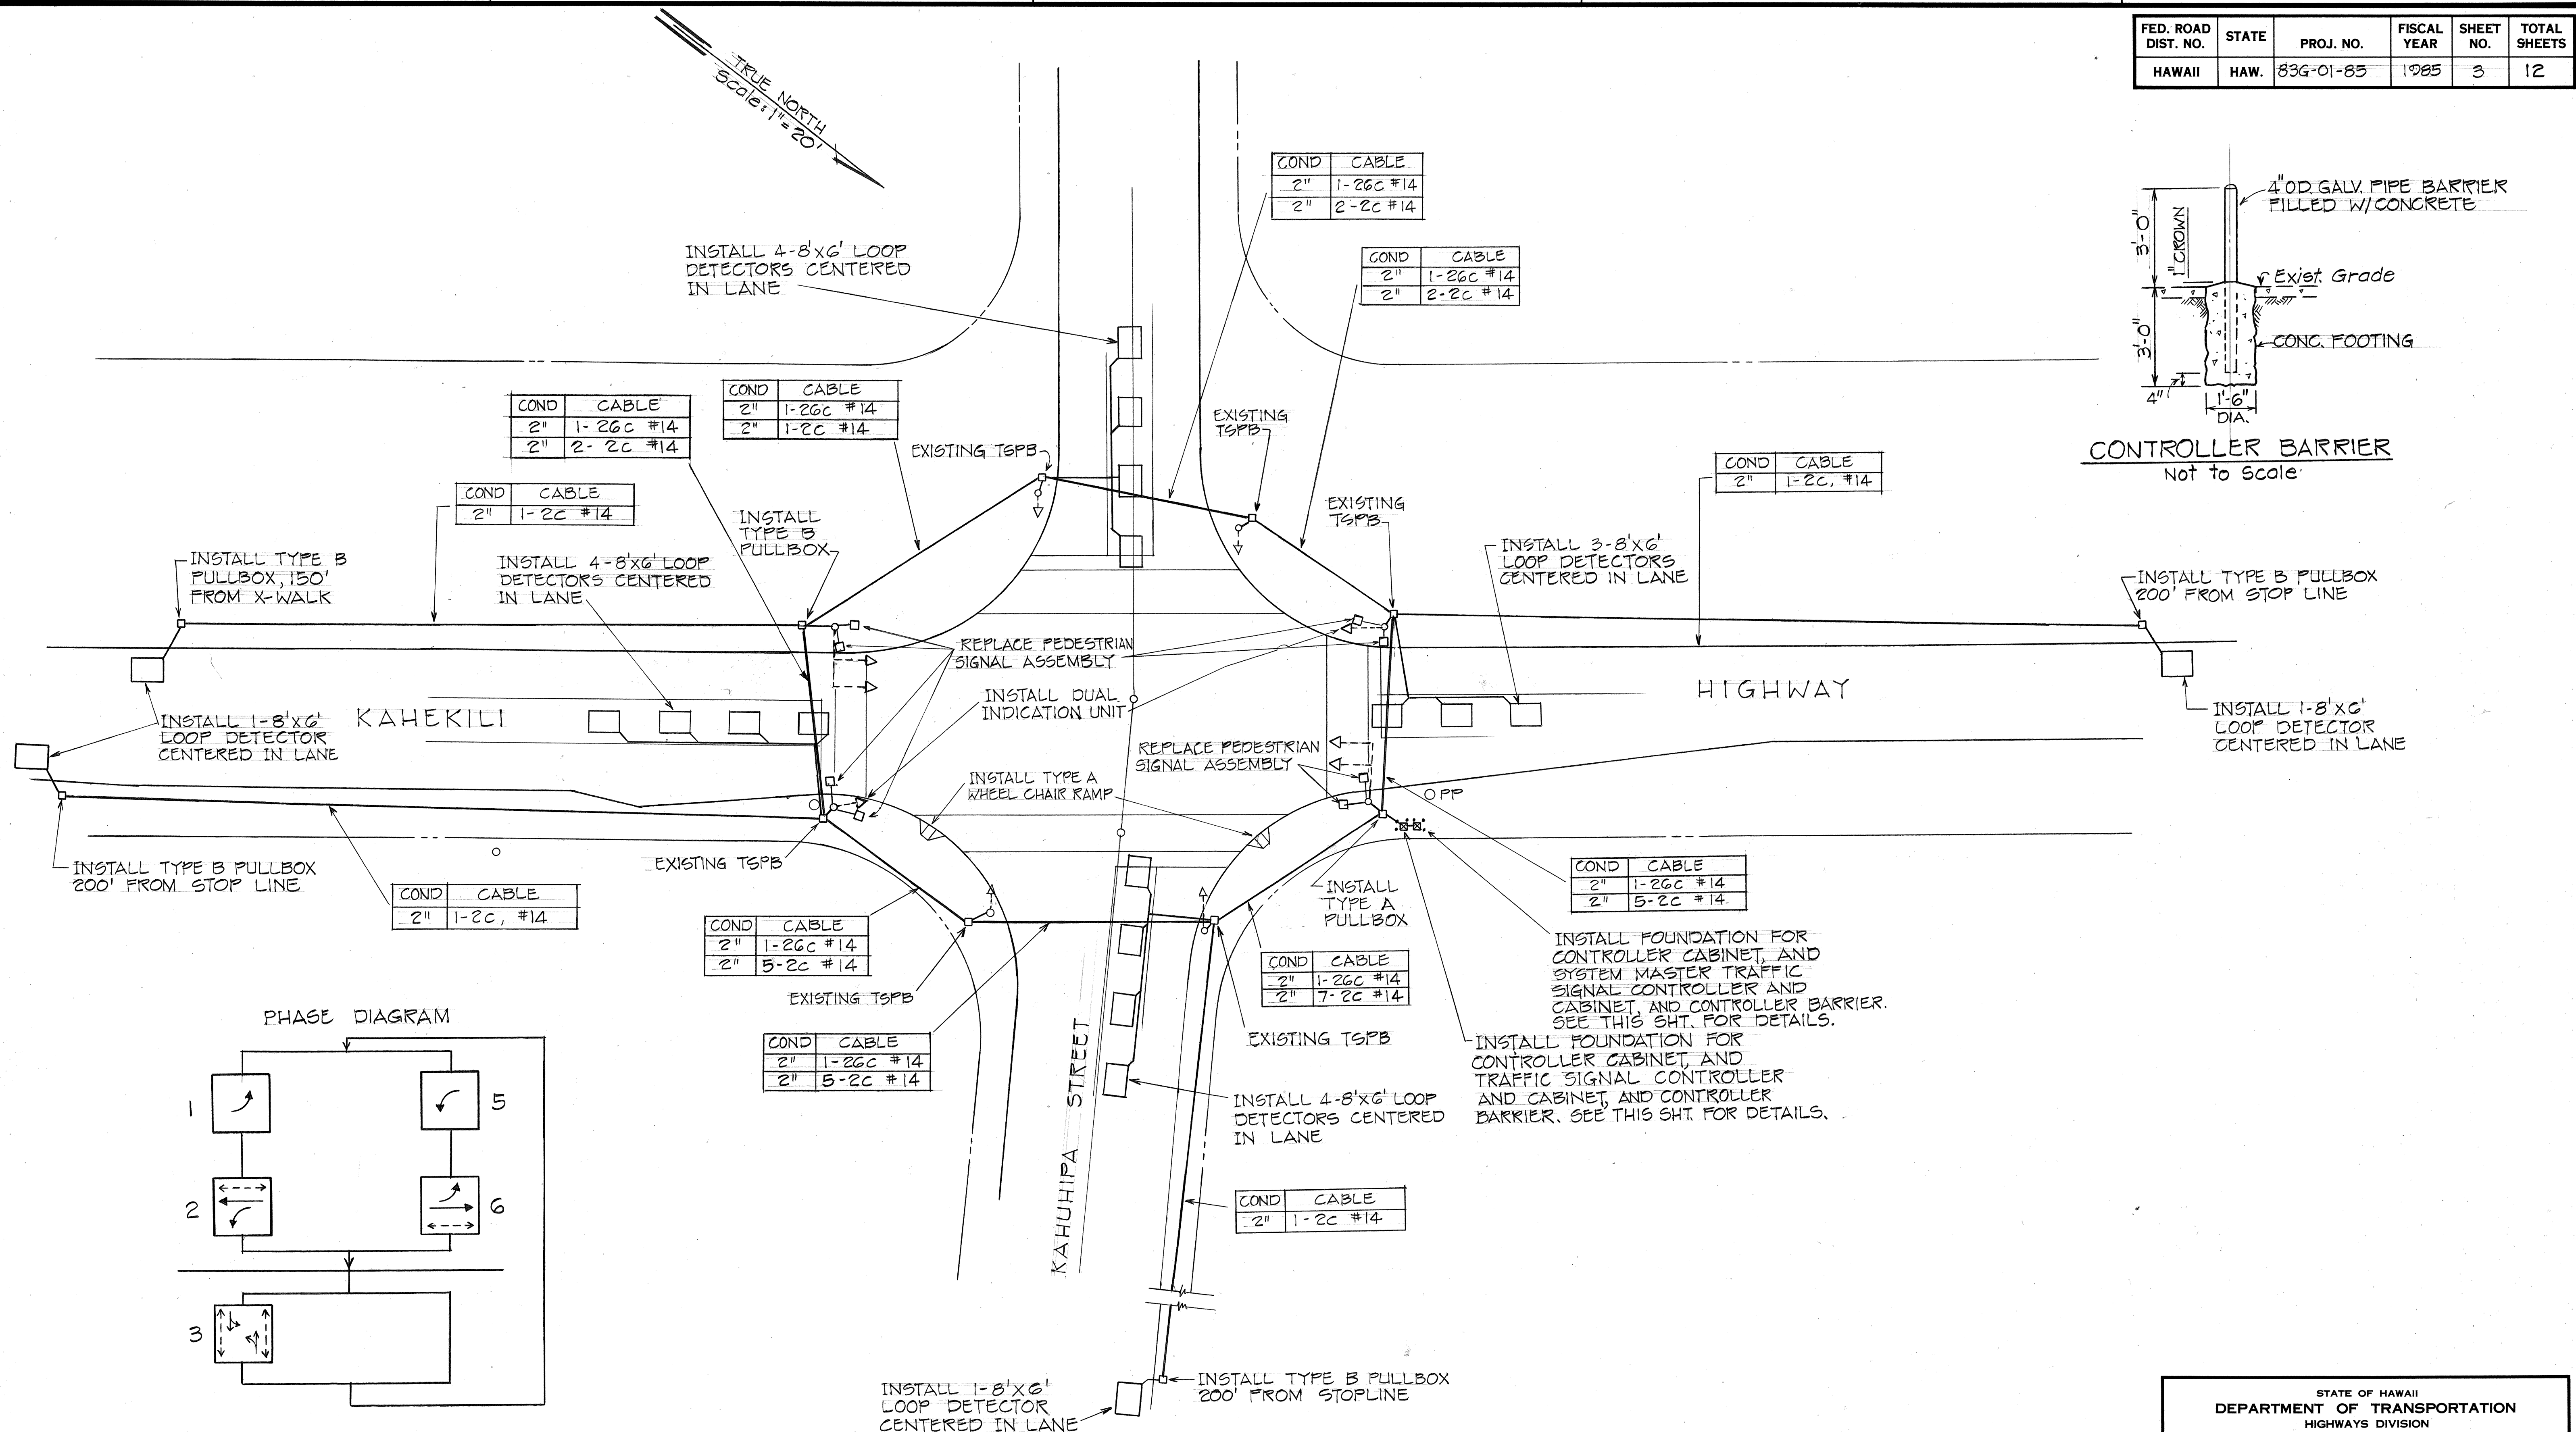 FED. ROAD DIST. NO. STATE PROJ. NO. FISCAL YEAR SHEET NO. TOTAL SHEETS
HAWAII HAW. 83G-01-85 1985 3 12
TRUE NORTH
Scale: 1" = 20'
COND CABLE
2" 1-26C #14
2" 2-2C #14
4" O.D. GALV. PIPE BARRIER
FILLED W/CONCRETE
3'-0"
1" CROWN
Exist. Grade
3'-0"
CONC. FOOTING
4"
1'-6"
DIA.
CONTROLLER BARRIER
Not to Scale
INSTALL 4-8'X6' LOOP
DETECTORS CENTERED
IN LANE
COND CABLE
2" 1-26C #14
2" 2-2C #14
COND CABLE
2" 1-26C #14
2" 1-2C #14
COND CABLE
2" 1-26C #14
2" 2-2C #14
EXISTING TSPB
EXISTING
TSPB
COND CABLE
2" 1-2C, #14
COND CABLE
2" 1-2C #14
INSTALL
TYPE B
PULLBOX
EXISTING
TSPB
INSTALL TYPE B
PULLBOX, 150'
FROM X-WALK
INSTALL 4-8'X6' LOOP
DETECTORS CENTERED
IN LANE
INSTALL 3-8'X6'
LOOP DETECTORS
CENTERED IN LANE
INSTALL TYPE B PULLBOX
200' FROM STOP LINE
REPLACE PEDESTRIAN
SIGNAL ASSEMBLY
INSTALL DUAL
INDICATION UNIT
KAHEKILI
HIGHWAY
INSTALL 1-8'X6'
LOOP DETECTOR
CENTERED IN LANE
INSTALL 1-8'X6'
LOOP DETECTOR
CENTERED IN LANE
REPLACE PEDESTRIAN
SIGNAL ASSEMBLY
INSTALL TYPE A
WHEEL CHAIR RAMP
PP
INSTALL TYPE B PULLBOX
200' FROM STOP LINE
EXISTING TSPB
COND CABLE
2" 1-2C, #14
INSTALL
TYPE A
PULLBOX
COND CABLE
2" 1-26C #14
2" 5-2C #14
COND CABLE
2" 1-26C #14
2" 5-2C #14
INSTALL FOUNDATION FOR
CONTROLLER CABINET, AND
SYSTEM MASTER TRAFFIC
SIGNAL CONTROLLER AND
CABINET, AND CONTROLLER BARRIER.
SEE THIS SHT. FOR DETAILS.
COND CABLE
2" 1-26C #14
2" 7-2C #14
EXISTING TSPB
EXISTING TSPB
INSTALL FOUNDATION FOR
CONTROLLER CABINET, AND
TRAFFIC SIGNAL CONTROLLER
AND CABINET, AND CONTROLLER
BARRIER. SEE THIS SHT. FOR DETAILS.
COND CABLE
2" 1-26C #14
2" 5-2C #14
PHASE DIAGRAM
1
5
2
6
3
KAHUHIPA STREET
INSTALL 4-8'X6' LOOP
DETECTORS CENTERED
IN LANE
COND CABLE
2" 1-2C #14
INSTALL TYPE B PULLBOX
200' FROM STOPLINE
INSTALL 1-8'X6'
LOOP DETECTOR
CENTERED IN LANE
STATE OF HAWAII
DEPARTMENT OF TRANSPORTATION
HIGHWAYS DIVISION